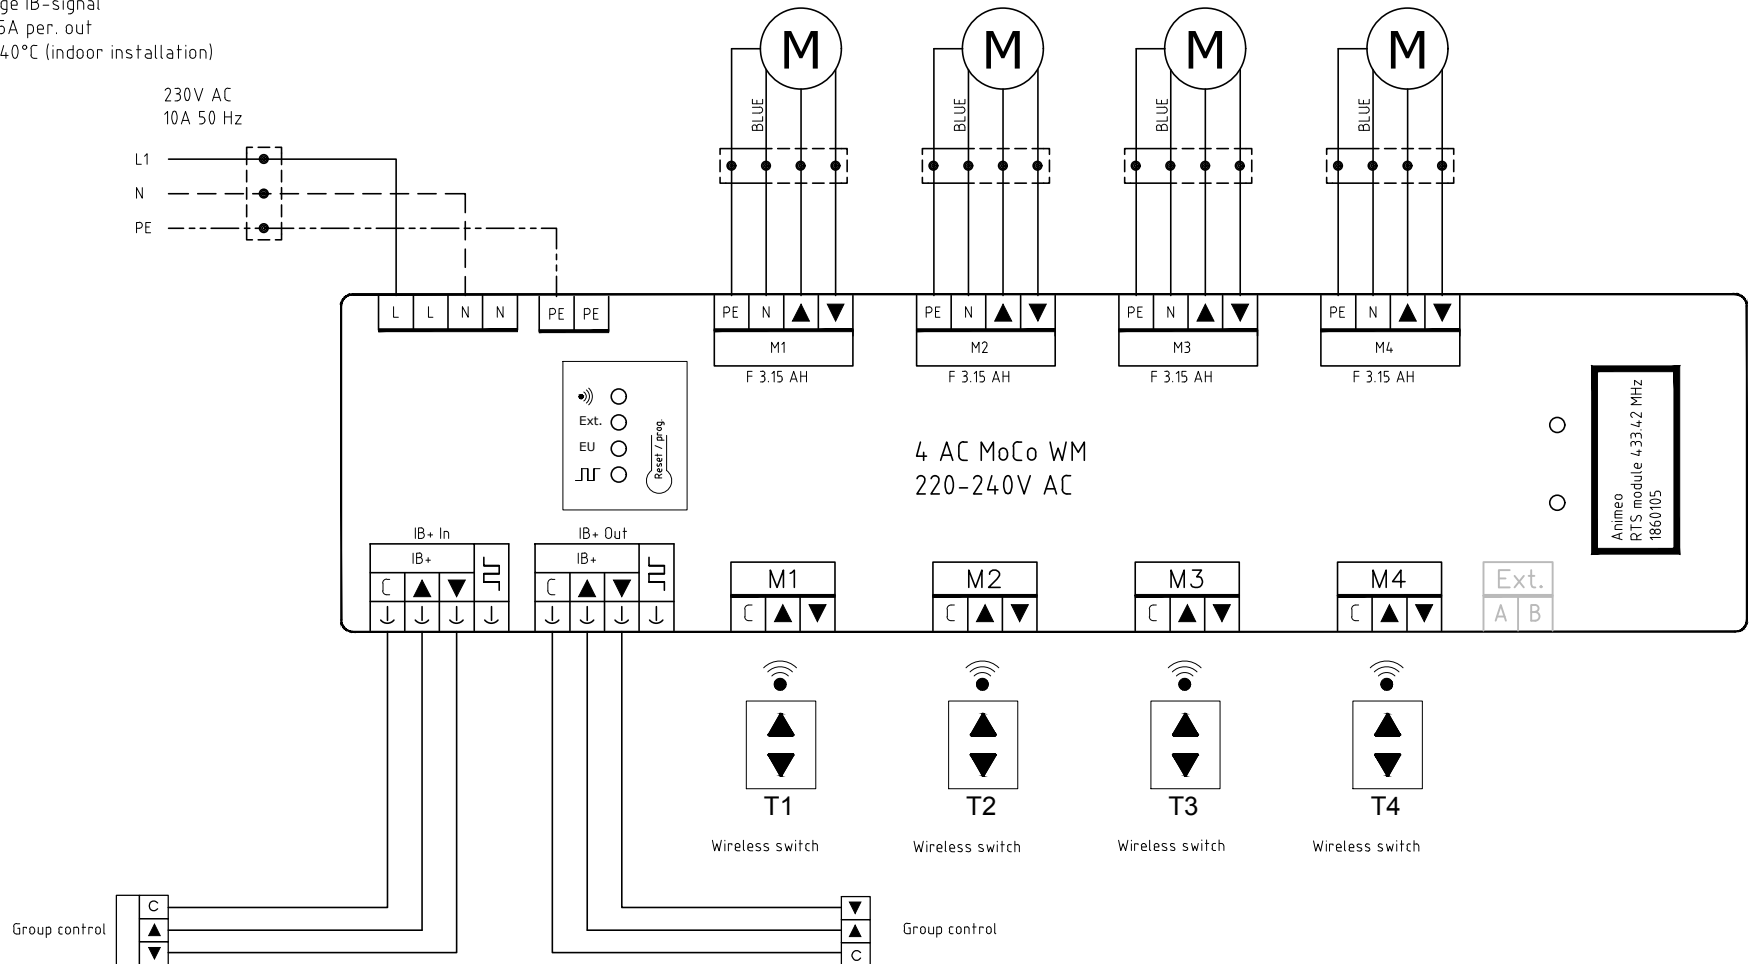 IB-signal
per. out
40°C (indoor installation)
230V AC
10A 50 Hz
L1
N
PE
M
M
M
M
BLUE
BLUE
BLUE
BLUE
L L N N
PE PE
PE N ▲ ▼
PE N ▲ ▼
PE N ▲ ▼
PE N ▲ ▼
M1
M2
M3
M4
F 3.15 AH
F 3.15 AH
F 3.15 AH
F 3.15 AH
Ext.
EU
Reset / prog.
4 AC MoCo WM
220-240V AC
Animeo
RTS module 433.42 MHz
1860105
IB+ In
IB+
C ▲ ▼
IB+ Out
IB+
C ▲ ▼
M1
C ▲ ▼
M2
C ▲ ▼
M3
C ▲ ▼
M4
C ▲ ▼
Ext.
A B
T1
T2
T3
T4
Wireless switch
Wireless switch
Wireless switch
Wireless switch
Group control
C
▲
▼
▼
▲
C
Group control